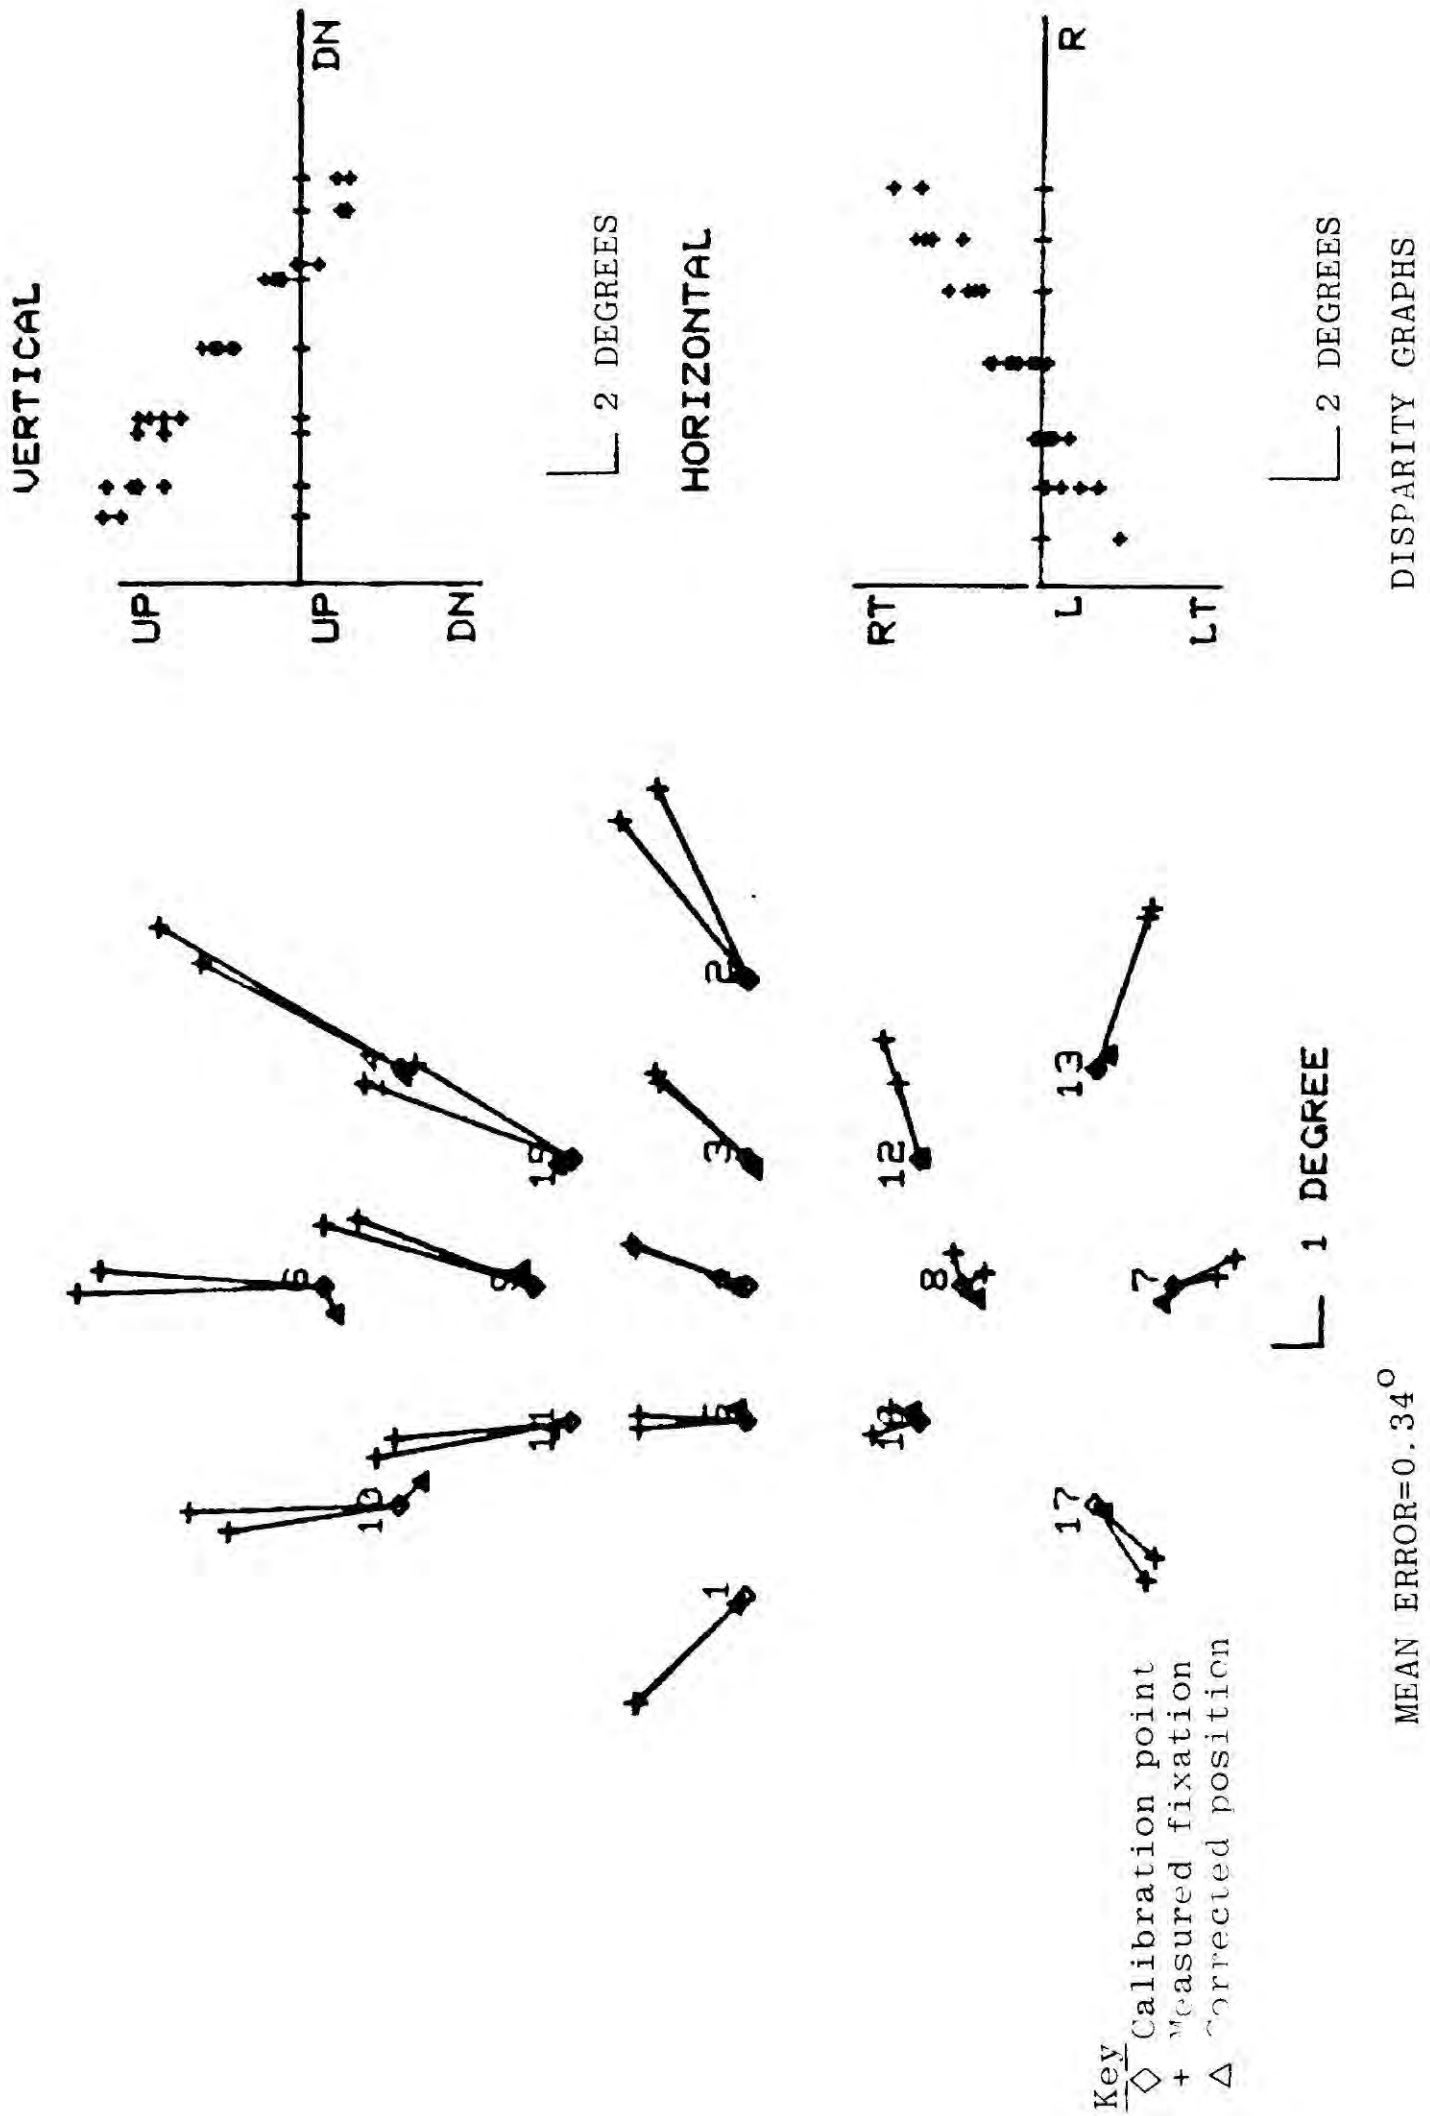 VERTICAL
UP
UP
DN
DN
2 DEGREES
HORIZONTAL
RT
L
R
LT
2 DEGREES
DISPARITY GRAPHS
6
10
11
9
15
1
5
3
2
8
12
17
7
13
1 DEGREE
Key
◇ Calibration point
+ Measured fixation
△ Corrected position
MEAN ERROR=0.34°